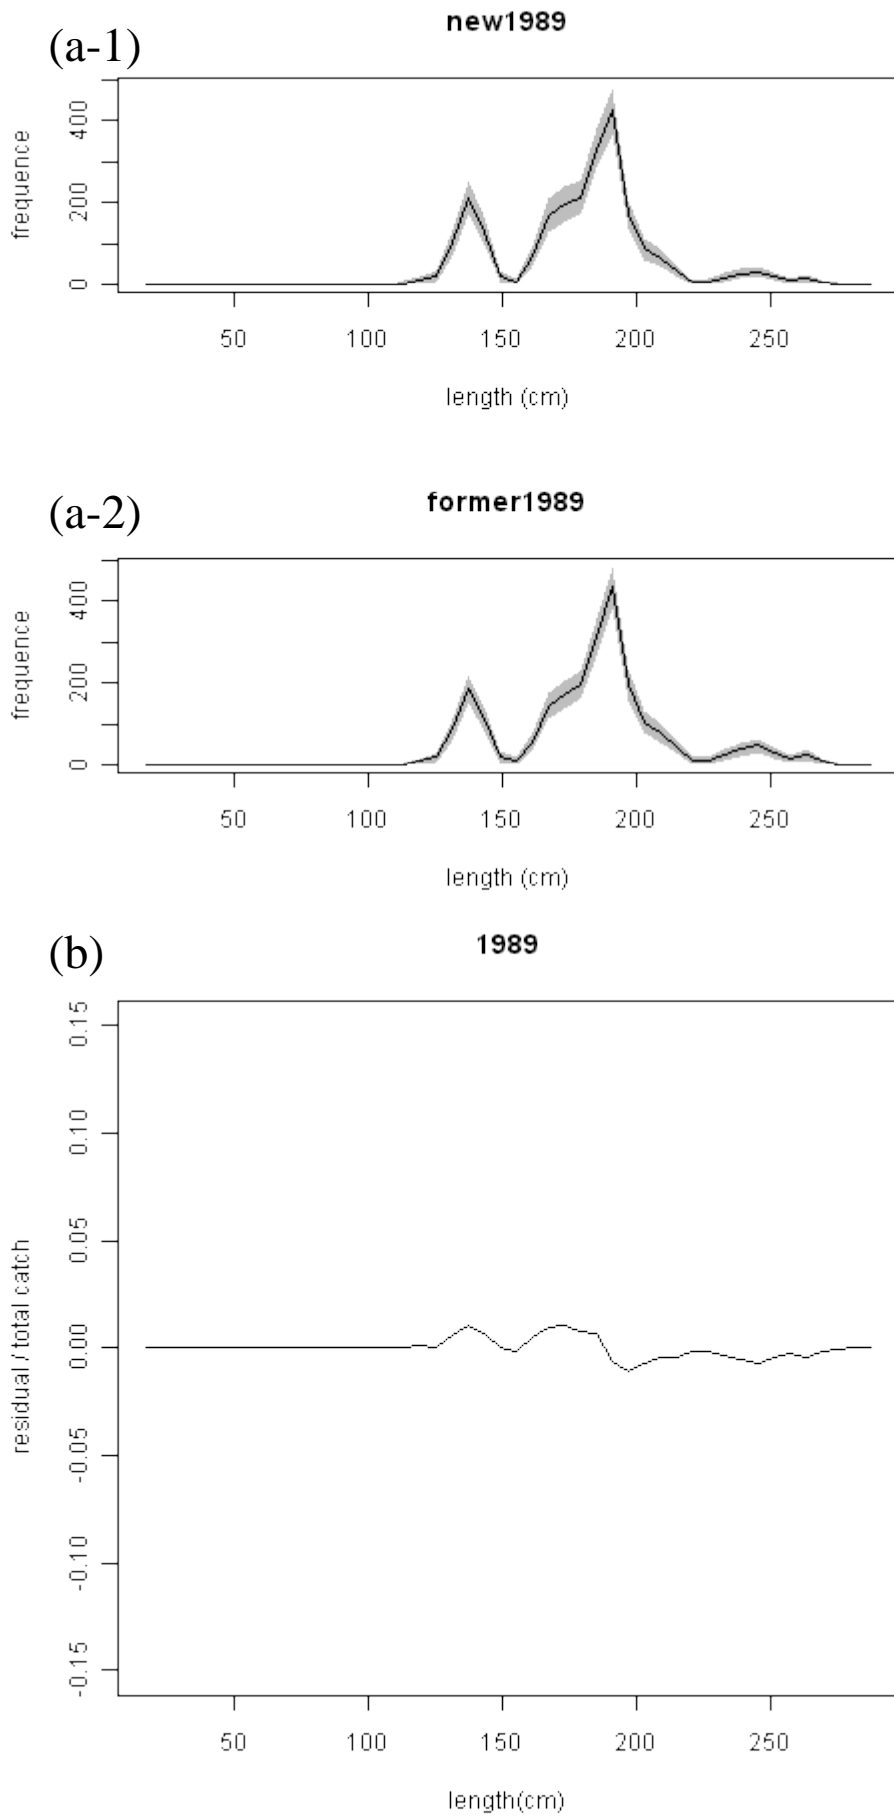 (a-1)
new1989
frequence
0
200
400
50
100
150
200
250
length (cm)
(a-2)
former1989
frequence
0
200
400
50
100
150
200
250
length (cm)
(b)
1989
residual / total catch
0.15
0.10
0.05
0.00
-0.05
-0.10
-0.15
50
100
150
200
250
length(cm)